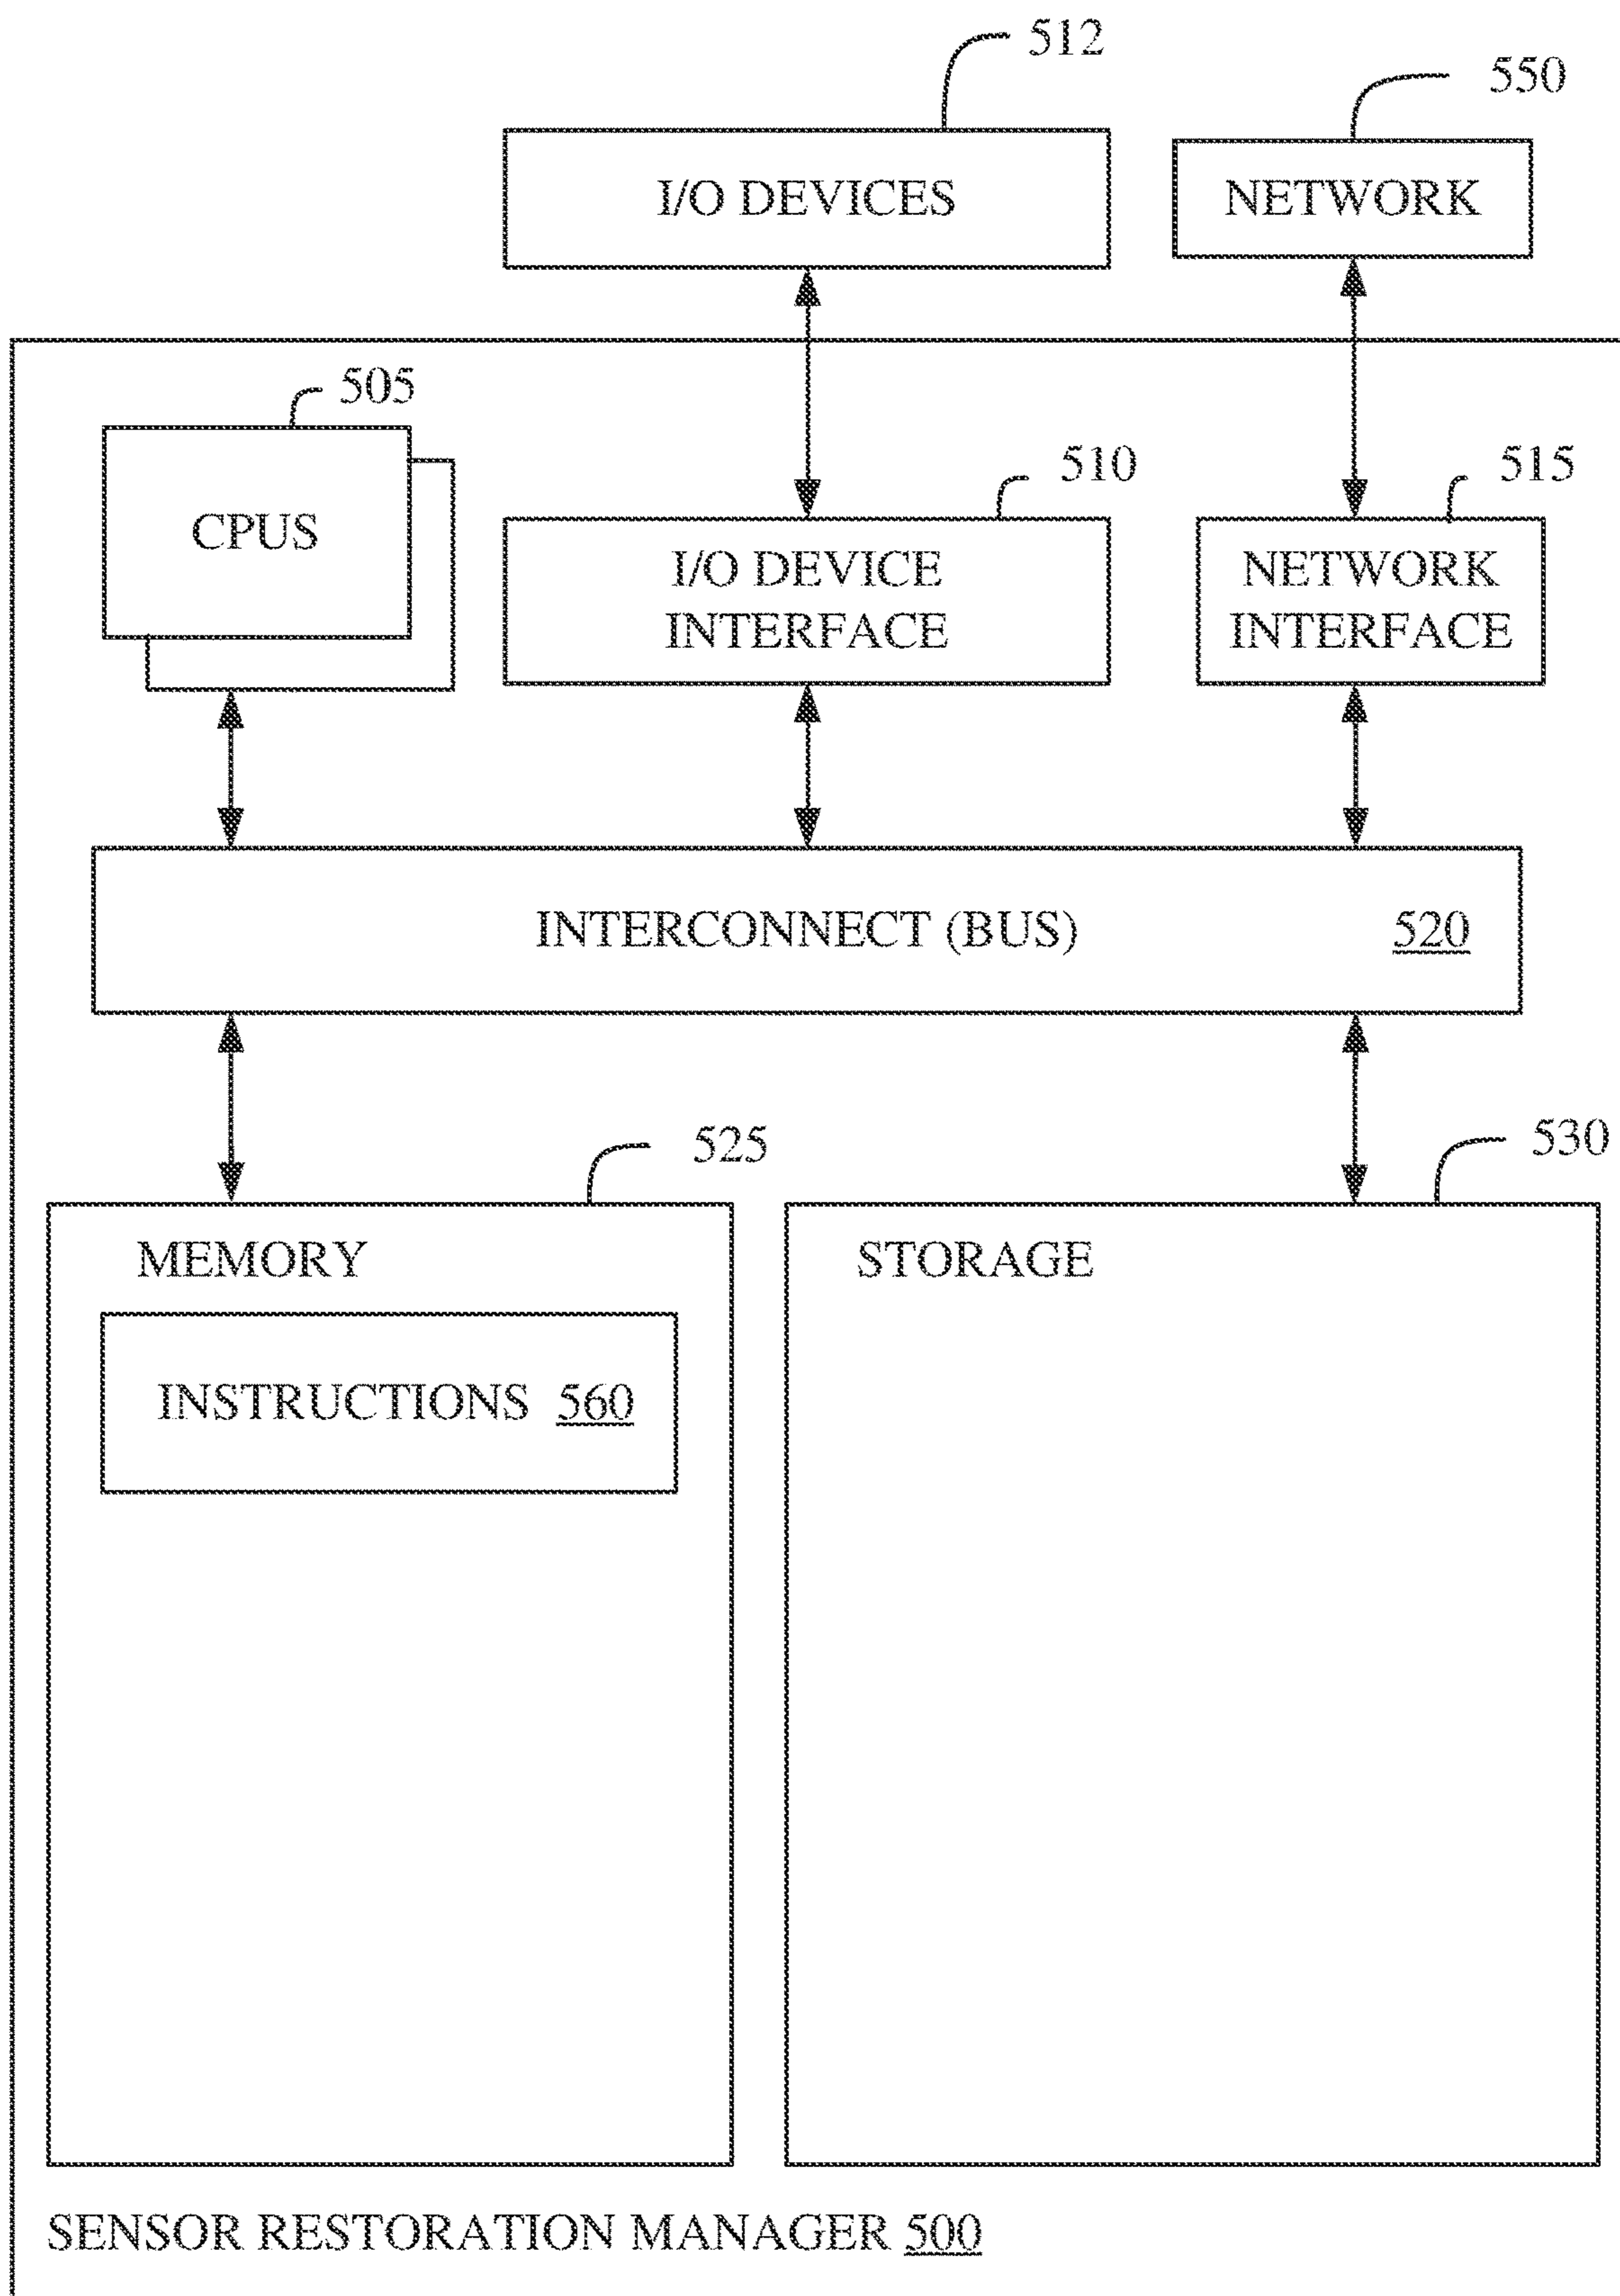 512
550
I/O DEVICES
NETWORK
505
510
515
CPUS
I/O DEVICE
INTERFACE
NETWORK
INTERFACE
INTERCONNECT (BUS) 520
525
530
MEMORY
STORAGE
INSTRUCTIONS 560
SENSOR RESTORATION MANAGER 500